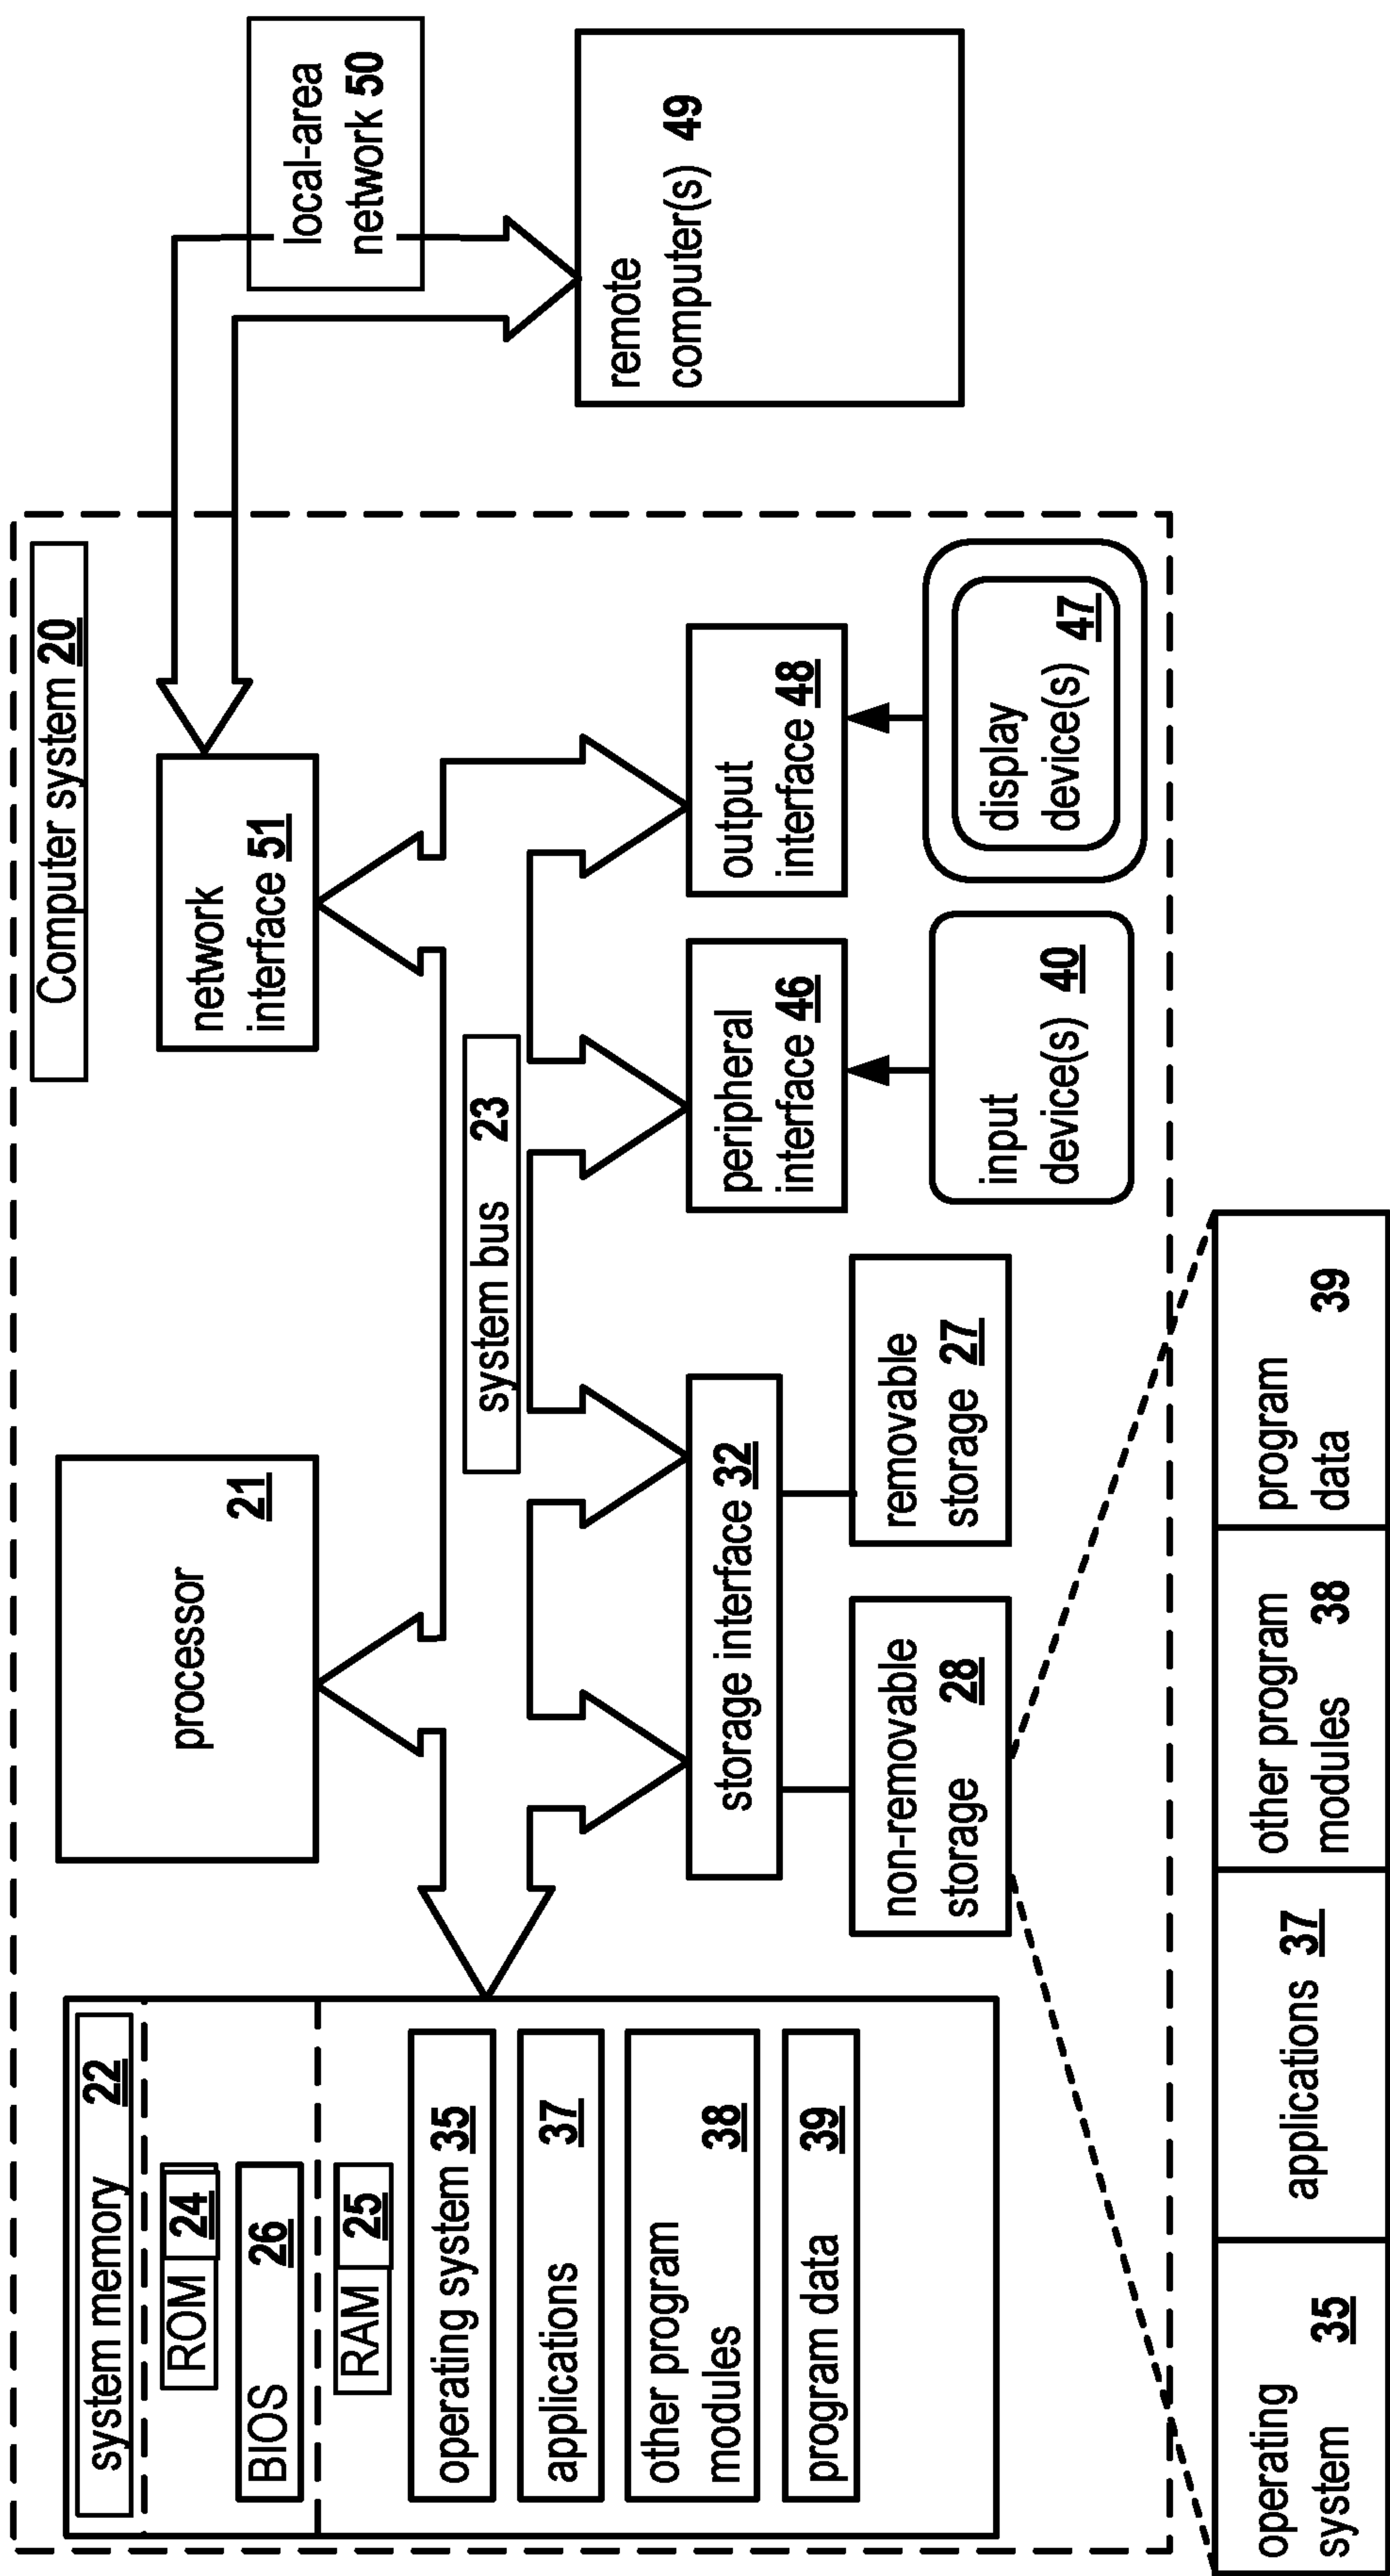 Computer system 20
system memory 22
ROM 24
BIOS 26
RAM 25
operating system 35
applications 37
other program
modules 38
program data 39
processor
21
network
interface 51
local-area
network 50
system bus 23
storage interface 32
peripheral
interface 46
output
interface 48
remote
computer(s) 49
non-removable
storage 28
removable
storage 27
input
device(s) 40
display
device(s) 47
operating
system 35
applications 37
other program
modules 38
program
data 39